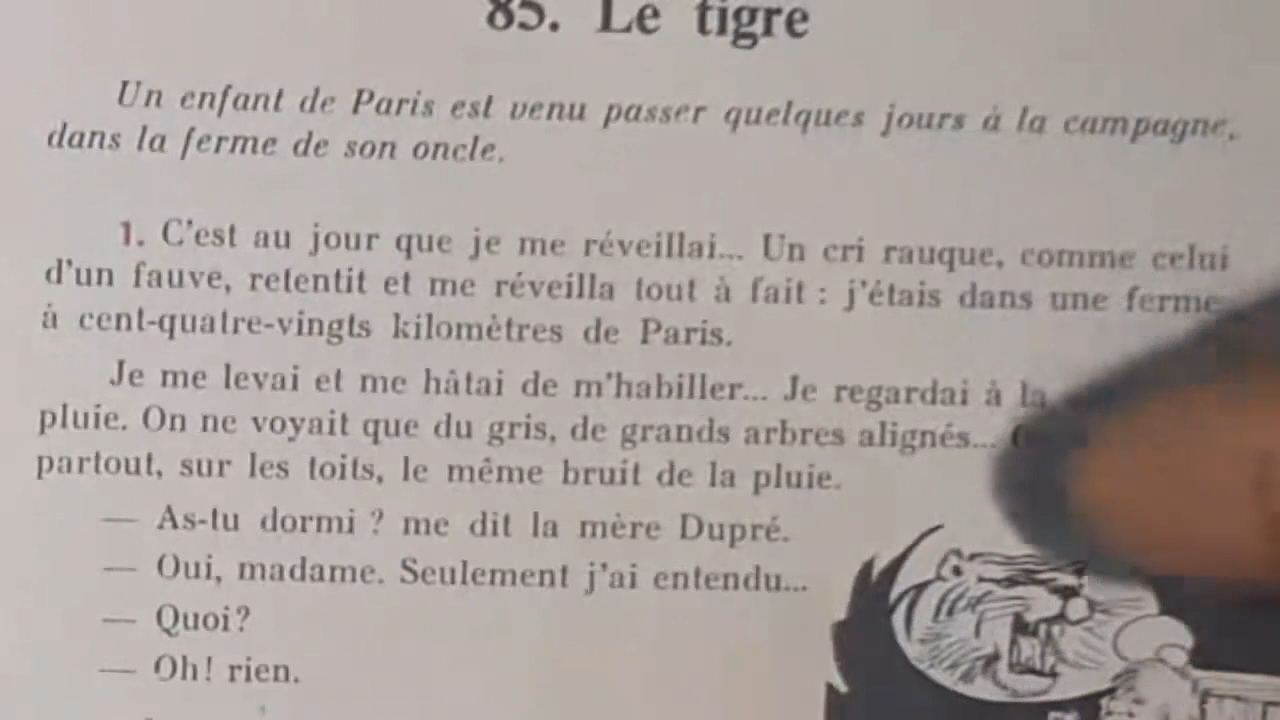 85. Le tigre
Un enfant de Paris est venu passer quelques jours à la campagne,
dans la ferme de son oncle.
1. C'est au jour que je me réveillai... Un cri rauque, comme celui
d'un fauve, retentit et me réveilla tout à fait : j'étais dans une ferme
à cent-quatre-vingts kilomètres de Paris.
Je me levai et me hâtai de m'habiller... Je regardai à la
pluie. On ne voyait que du gris, de grands arbres alignés...
partout, sur les toits, le même bruit de la pluie.
— As-tu dormi ? me dit la mère Dupré.
— Oui, madame. Seulement j'ai entendu...
— Quoi?
— Oh! rien.